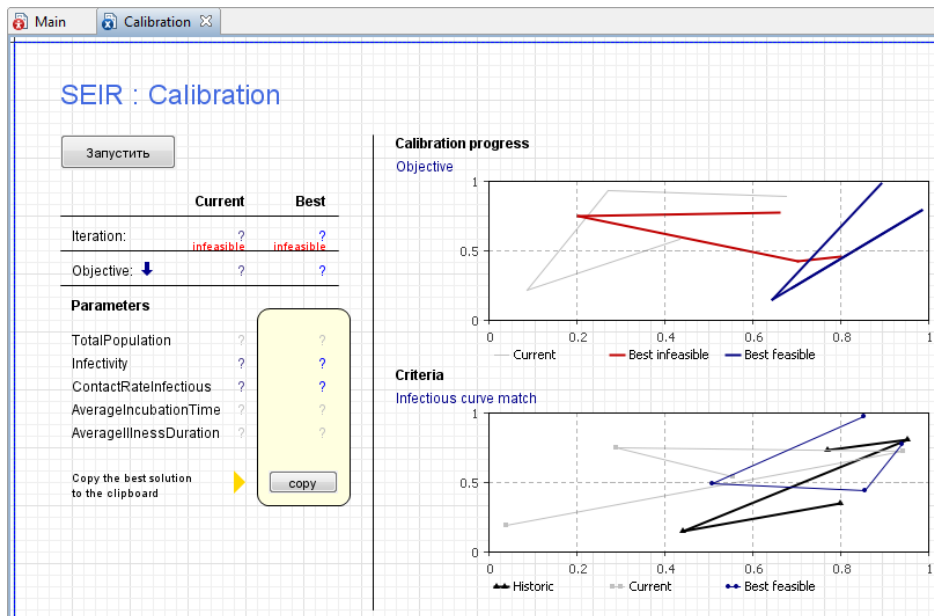 Main Calibration
SEIR : Calibration
Запустить
Current Best
Iteration: ? ?
infeasible infeasible
Objective: ? ?
Parameters
TotalPopulation ? ?
Infectivity ? ?
ContactRateInfectious ? ?
AverageIncubationTime ? ?
AverageIllnessDuration ? ?
Copy the best solution
to the clipboard
copy
Calibration progress
Objective
1
0.5
0
0 0.2 0.4 0.6 0.8 1
Current Best infeasible Best feasible
Criteria
Infectious curve match
1
0.5
0
0 0.2 0.4 0.6 0.8 1
Historic Current Best feasible